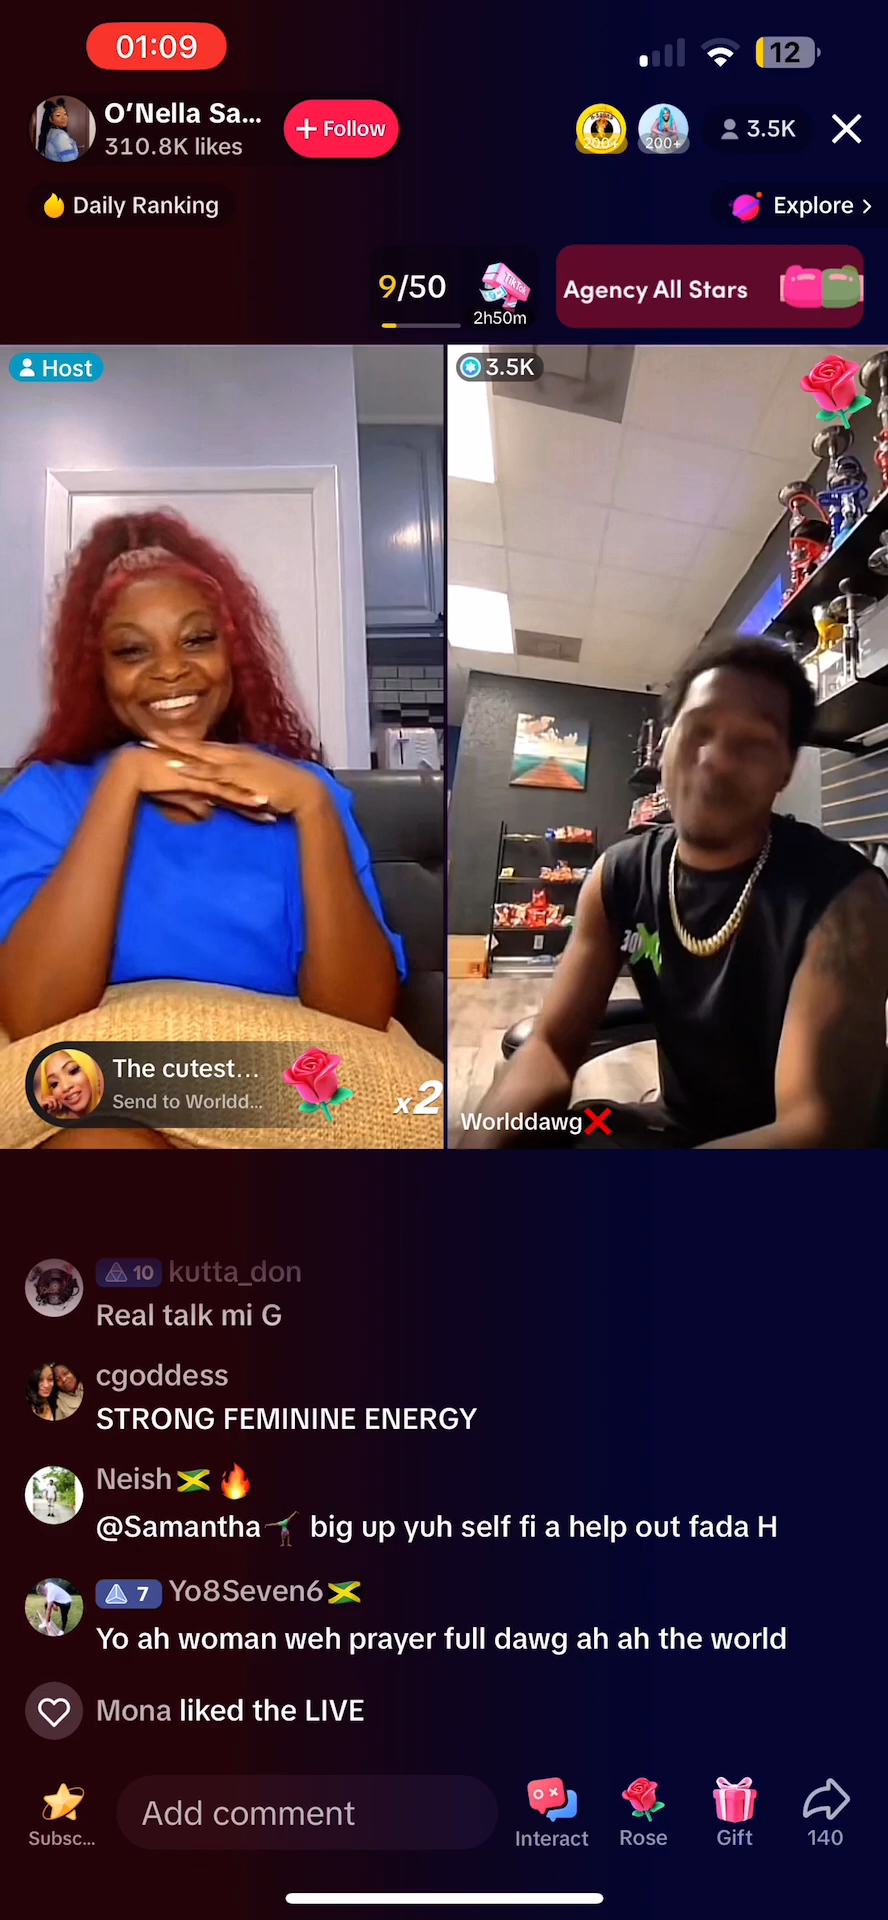 01:09
12
O’Nella Sa...
310.8K likes
+ Follow
200+
200+
3.5K
Daily Ranking
Explore >
9/50
TikTok
2h50m
Agency All Stars
Host
3.5K
The cutest...
Send to Worldd...
x2
Worlddawg❌
10 kutta_don
Real talk mi G
cgoddess
STRONG FEMININE ENERGY
Neish🇯🇲 🔥
@Samantha🤸🏾‍♀️ big up yuh self fi a help out fada H
7 Yo8Seven6🇯🇲
Yo ah woman weh prayer full dawg ah ah the world
Mona liked the LIVE
Subsc...
Add comment
Interact
Rose
Gift
140